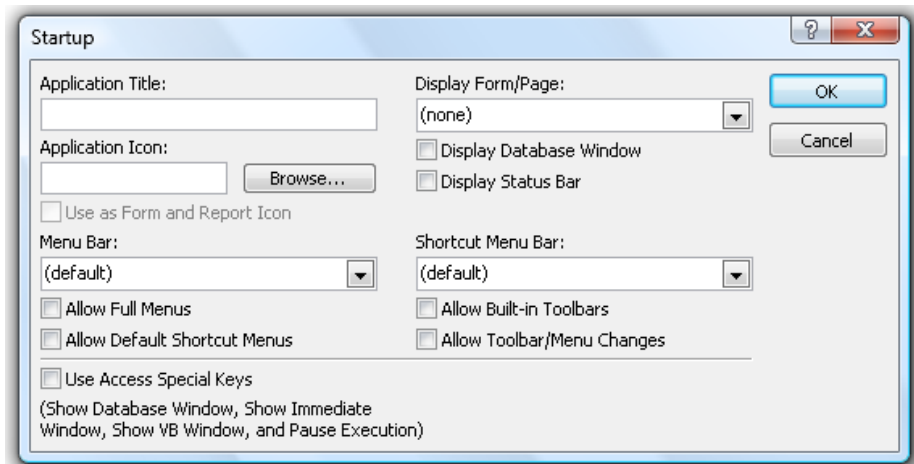 Startup
Application Title:
Display Form/Page:
OK
(none)
Application Icon:
Display Database Window
Cancel
Browse...
Display Status Bar
Use as Form and Report Icon
Menu Bar:
Shortcut Menu Bar:
(default)
(default)
Allow Full Menus
Allow Built-in Toolbars
Allow Default Shortcut Menus
Allow Toolbar/Menu Changes
Use Access Special Keys
(Show Database Window, Show Immediate
Window, Show VB Window, and Pause Execution)